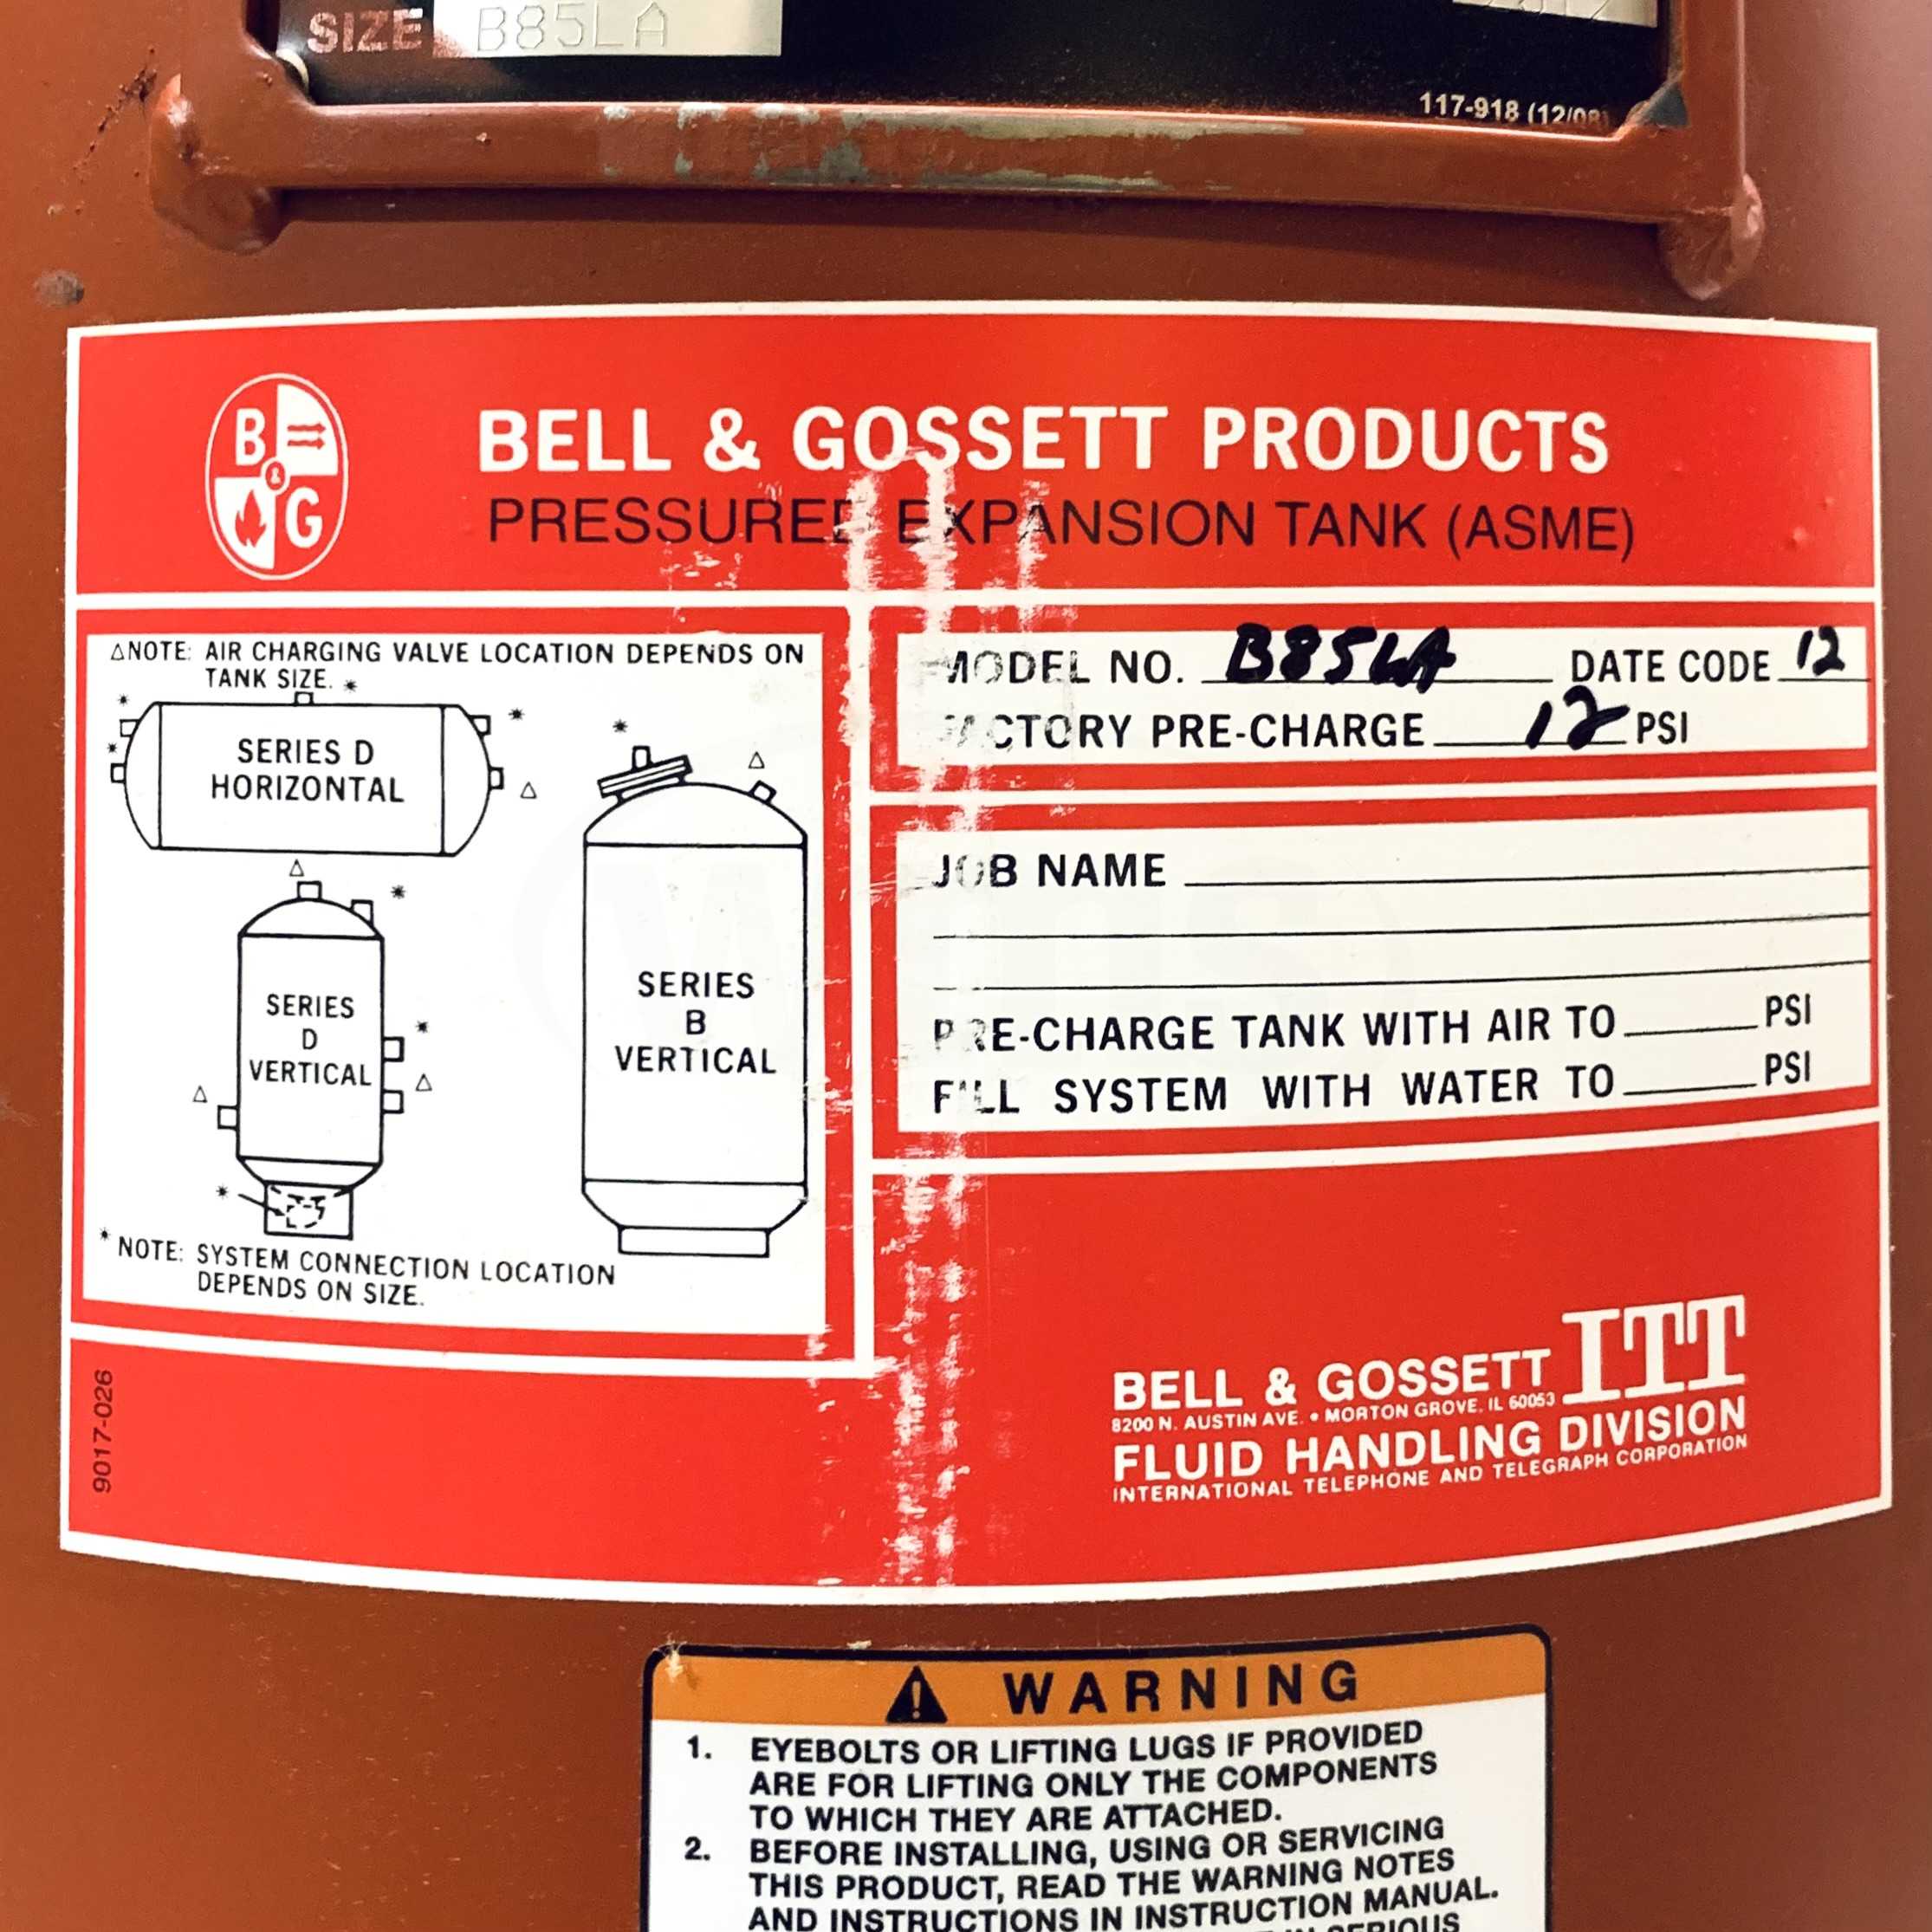 SIZE B85LA
117-918 (12/08)
B
&
G
BELL & GOSSETT PRODUCTS
PRESSURED EXPANSION TANK (ASME)
△NOTE: AIR CHARGING VALVE LOCATION DEPENDS ON
TANK SIZE. *
SERIES D
HORIZONTAL
SERIES
D
VERTICAL
SERIES
B
VERTICAL
* NOTE: SYSTEM CONNECTION LOCATION
DEPENDS ON SIZE.
MODEL NO. B85LA DATE CODE 12
FACTORY PRE-CHARGE 12 PSI
JOB NAME
PRE-CHARGE TANK WITH AIR TO PSI
FILL SYSTEM WITH WATER TO PSI
9017-026
BELL & GOSSETT ITT
8200 N. AUSTIN AVE. • MORTON GROVE, IL 60053
FLUID HANDLING DIVISION
INTERNATIONAL TELEPHONE AND TELEGRAPH CORPORATION
WARNING
1. EYEBOLTS OR LIFTING LUGS IF PROVIDED
ARE FOR LIFTING ONLY THE COMPONENTS
TO WHICH THEY ARE ATTACHED.
2. BEFORE INSTALLING, USING OR SERVICING
THIS PRODUCT, READ THE WARNING NOTES
AND INSTRUCTIONS IN INSTRUCTION MANUAL.
SERIOUS